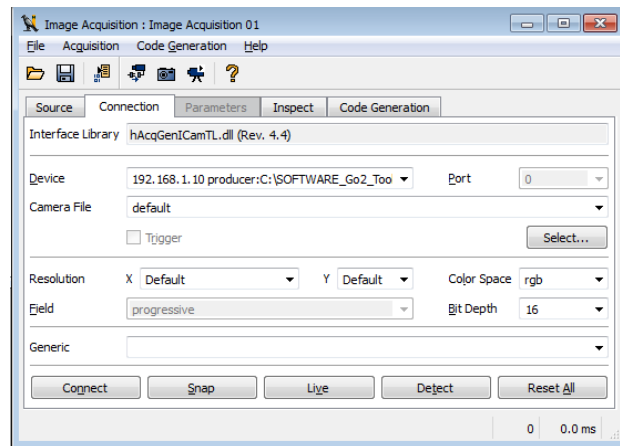 Image Acquisition : Image Acquisition 01
File Acquisition Code Generation Help
Source Connection Parameters Inspect Code Generation
Interface Library hAcqGenICamTL.dll (Rev. 4.4)
Device 192.168.1.10 producer:C:\SOFTWARE_Go2_Too Port 0
Camera File default
Trigger Select...
Resolution X Default Y Default Color Space rgb
Field progressive Bit Depth 16
Generic
Connect Snap Live Detect Reset All
0 0.0 ms